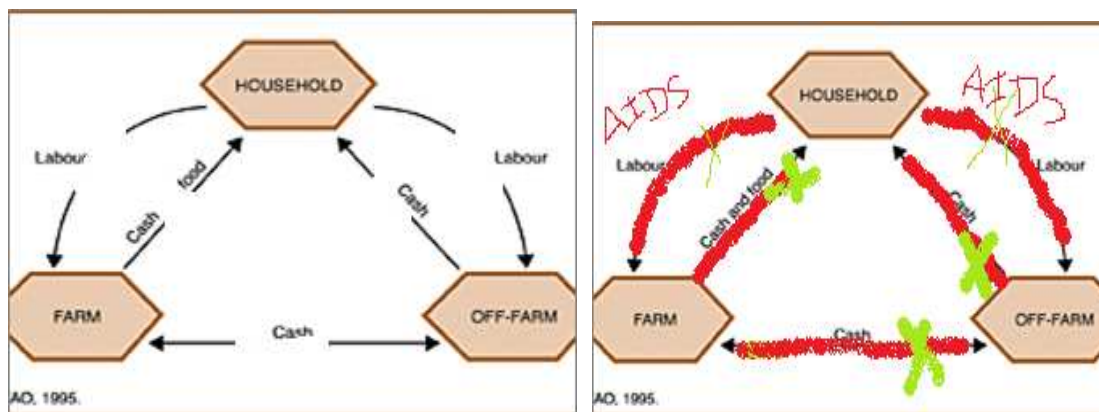 HOUSEHOLD
Labour
food
Cash
Cash
Labour
FARM
Cash
OFF-FARM
AO, 1995.
AIDS
AIDS
HOUSEHOLD
Labour
Cash and food
Cash
Labour
FARM
Cash
OFF-FARM
AO, 1995.